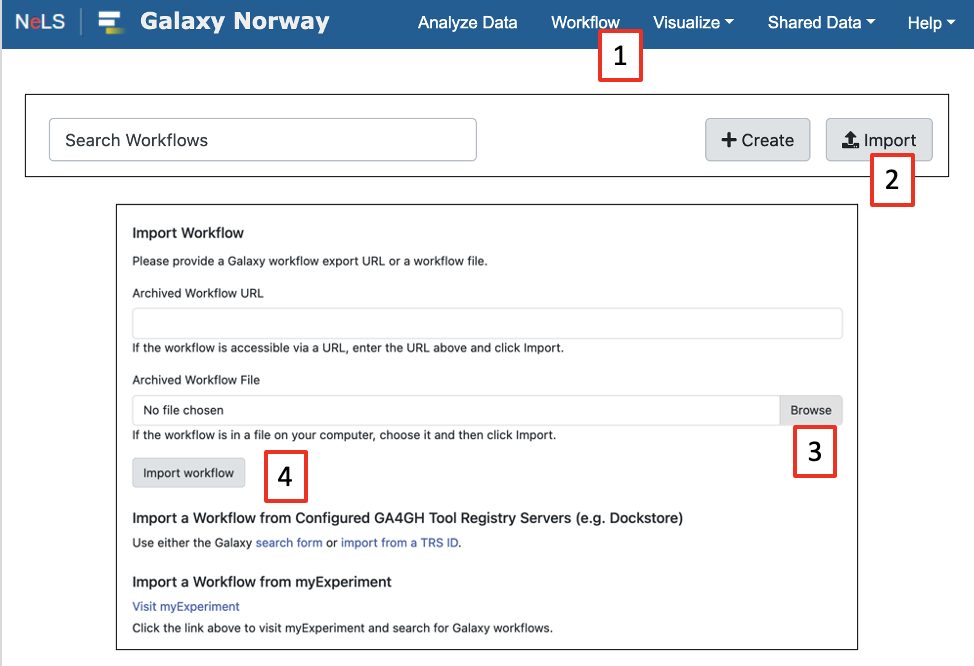 NeLS Galaxy Norway Analyze Data Workflow Visualize Shared Data Help
1
Search Workflows Create Import
2
Import Workflow
Please provide a Galaxy workflow export URL or a workflow file.
Archived Workflow URL
If the workflow is accessible via a URL, enter the URL above and click Import.
Archived Workflow File
No file chosen Browse
If the workflow is in a file on your computer, choose it and then click Import.
3
Import workflow 4
Import a Workflow from Configured GA4GH Tool Registry Servers (e.g. Dockstore)
Use either the Galaxy search form or import from a TRS ID.
Import a Workflow from myExperiment
Visit myExperiment
Click the link above to visit myExperiment and search for Galaxy workflows.